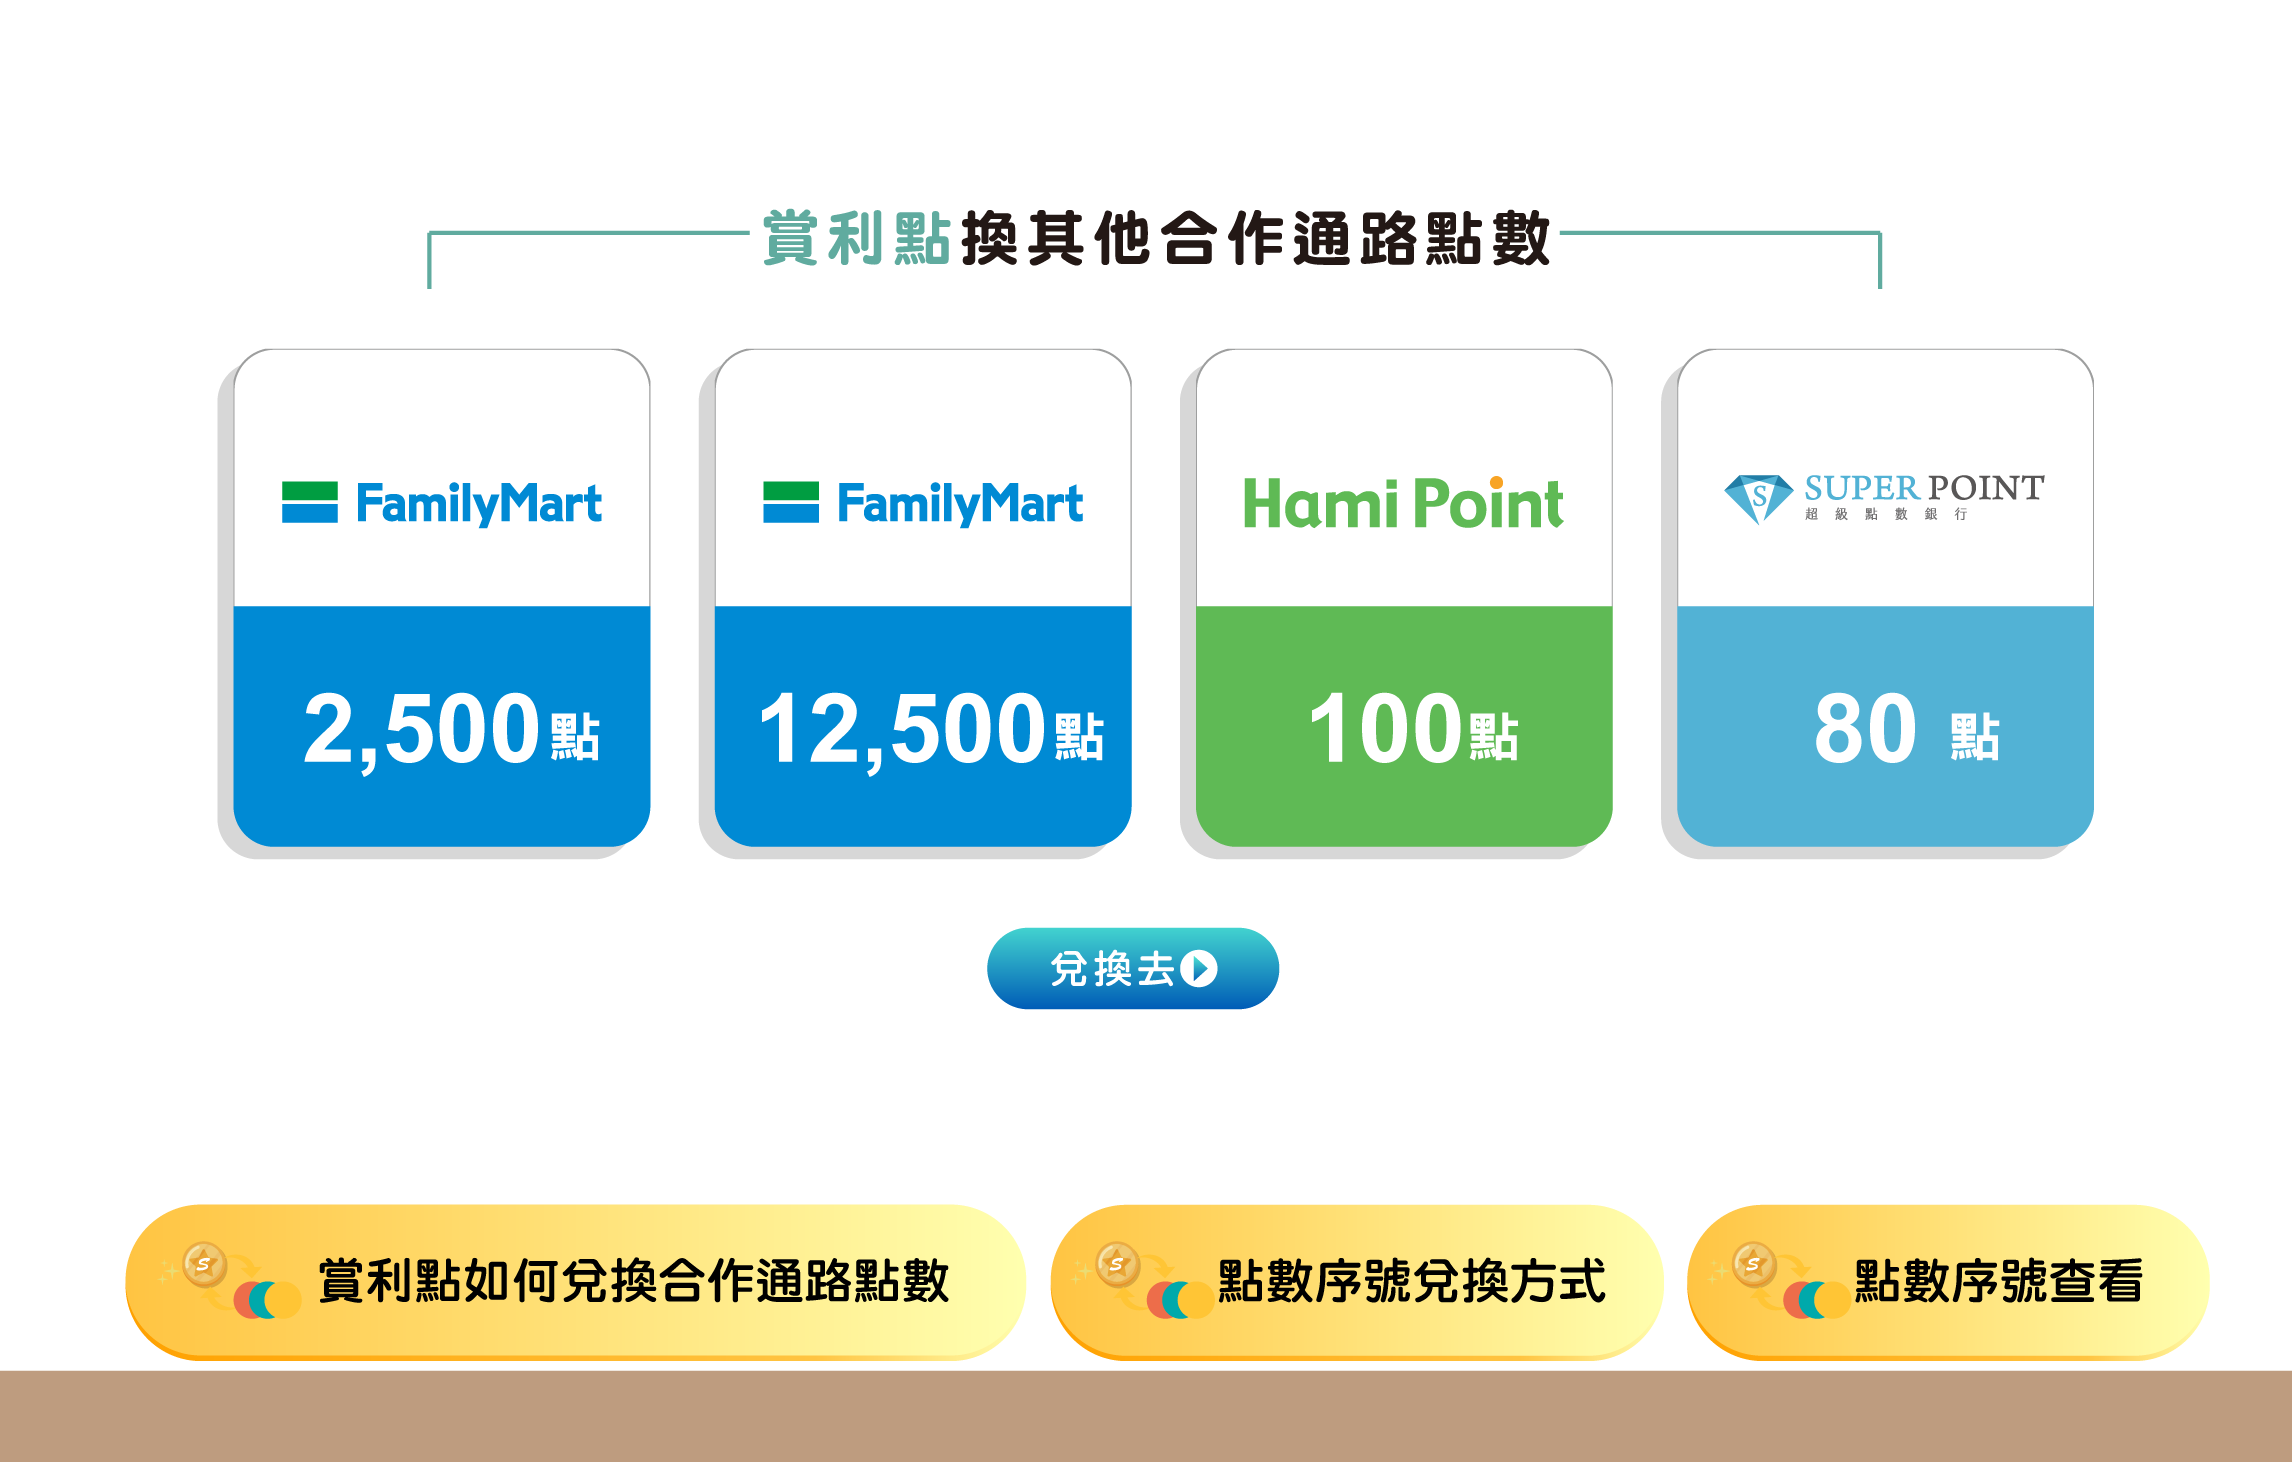 賞利點換其他合作通路點數
FamilyMart
2,500點
FamilyMart
12,500點
Hami Point
100點
S SUPER POINT
超級點數銀行
80 點
兌換去
S 賞利點如何兌換合作通路點數
S 點數序號兌換方式
S 點數序號查看